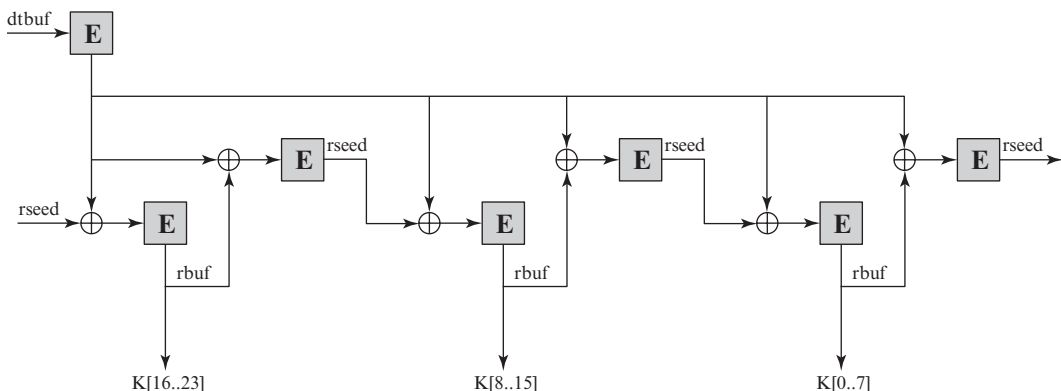 dtbuf
E
E rseed
E rseed
E rseed
rseed
E
E
E
rbuf
rbuf
rbuf
K[16..23]
K[8..15]
K[0..7]